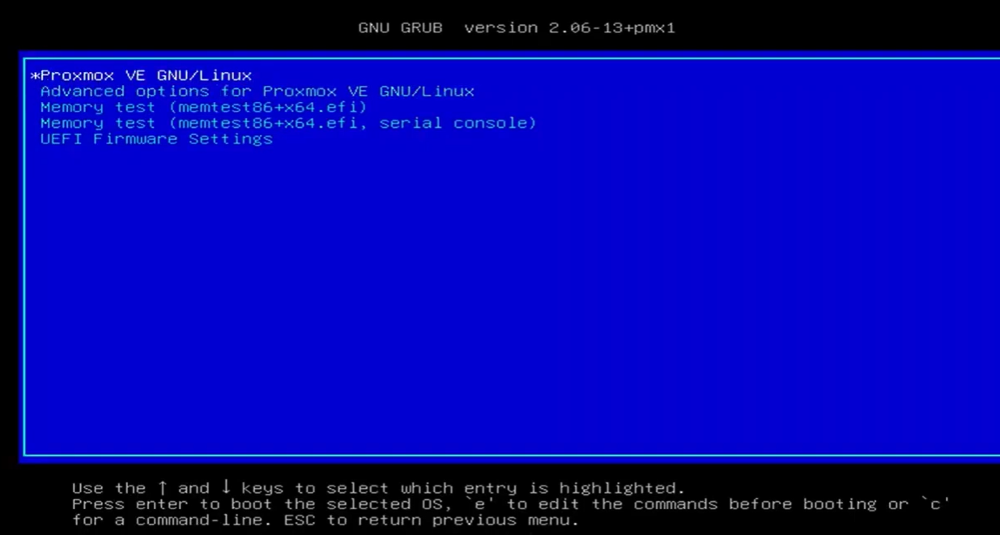 GNU GRUB  version 2.06-13+pmx1
*Proxmox VE GNU/Linux
Advanced options for Proxmox VE GNU/Linux
Memory test (memtest86+x64.efi)
Memory test (memtest86+x64.efi, serial console)
UEFI Firmware Settings
Use the ↑ and ↓ keys to select which entry is highlighted.
Press enter to boot the selected OS, `e' to edit the commands before booting or `c'
for a command-line. ESC to return previous menu.